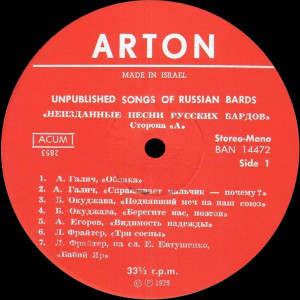 ARTON
MADE IN ISRAEL
UNPUBLISHED SONGS OF RUSSIAN BARDS
«НЕИЗДАННЫЕ ПЕСНИ РУССКИХ БАРДОВ»
Сторона «А»
ACUM
2853
Stereo-Mono
BAN 14472
Side 1
1. А. Галич, «Облака»
2. А. Галич, «Спрашивает мальчик — почему?»
3. Б. Окуджава, «Поднявший меч на наш союз»
4. Б. Окуджава, «Берегите нас, поэтов»
5. А. Егоров, «Видимость надежды»
6. Л. Фрайтер, «Три сосны»
7. Л. Фрайтер, на сл. Е. Евтушенко,
«Бабий Яр»
33⅓ r.p.m.
℗ © 1975